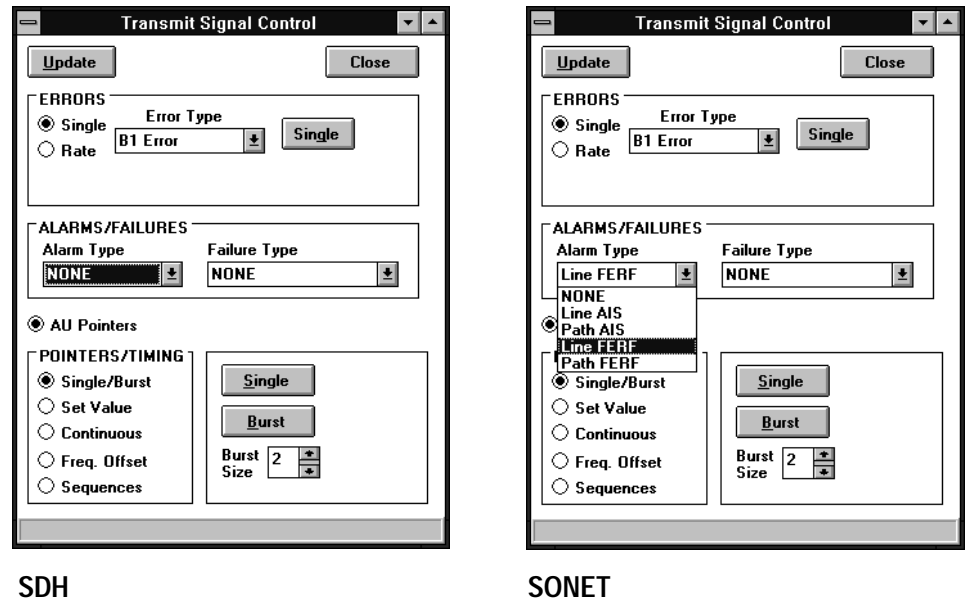 Transmit Signal Control
Update Close
ERRORS
Error Type
Single
B1 Error
Single
Rate
ALARMS/FAILURES
Alarm Type Failure Type
NONE NONE
AU Pointers
POINTERS/TIMING
Single/Burst
Set Value
Continuous
Freq. Offset
Sequences
Single
Burst
Burst Size 2
SDH
Transmit Signal Control
Update Close
ERRORS
Error Type
Single
B1 Error
Single
Rate
ALARMS/FAILURES
Alarm Type Failure Type
Line FERF NONE
NONE
Line AIS
Path AIS
Line FERF
Path FERF
Single/Burst
Set Value
Continuous
Freq. Offset
Sequences
Single
Burst
Burst Size 2
SONET